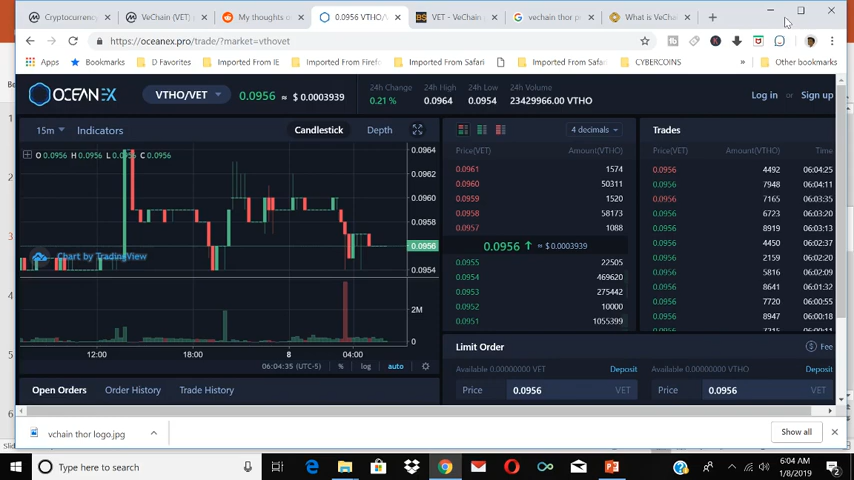 Cryptocurrency
VeChain (VET)
My thoughts o
0.0956 VTHO/
VET - VeChain
vechain thor p
What is VeCha
https://oceanex.pro/trade/?market=vthovet
Apps
Bookmarks
D Favorites
Imported From IE
Imported From Firef
Imported From Safa
Imported From Safa
CYBERCOINS
»
Other bookmarks
OCEANEX
VTHO/VET
0.0956 ≈ $ 0.0003939
24h Change
0.21 %
24h High
0.0964
24h Low
0.0954
24h Volume
23429966.00 VTHO
Log in or Sign up
15m
Indicators
Candlestick
Depth
O 0.0956 H 0.0956 L 0.0956 C 0.0956
0.0964
0.0960
0.0958
0.0956
0.0954
Chart by TradingView
2M
0
12:00
18:00
8
04:00
06:04:35 (UTC-5)
%
log
auto
4 decimals
Price(VET) Amount(VTHO)
0.0961 1574
0.0960 50311
0.0959 1520
0.0958 58173
0.0957 1088
0.0956 ↑ ≈ $ 0.0003939
0.0955 22505
0.0954 469620
0.0953 275442
0.0952 10000
0.0951 1055399
Trades
Price(VET) Amount(VTHO) Time
0.0956 4492 06:04:25
0.0956 7948 06:04:11
0.0956 7165 06:03:35
0.0956 6723 06:03:20
0.0956 8919 06:03:13
0.0956 4450 06:02:37
0.0956 2159 06:02:20
0.0956 5816 06:02:09
0.0956 8641 06:01:32
0.0956 7720 06:00:55
0.0956 8947 06:00:18
Limit Order
Fee
Available 0.00000000 VET
Deposit
Available 0.00000000 VTHO
Deposit
Price 0.0956 VET
Price 0.0956 VET
Open Orders
Order History
Trade History
vchain thor logo.jpg
Show all
Type here to search
6:04 AM
1/8/2019
2
1
2
3
4
5
6